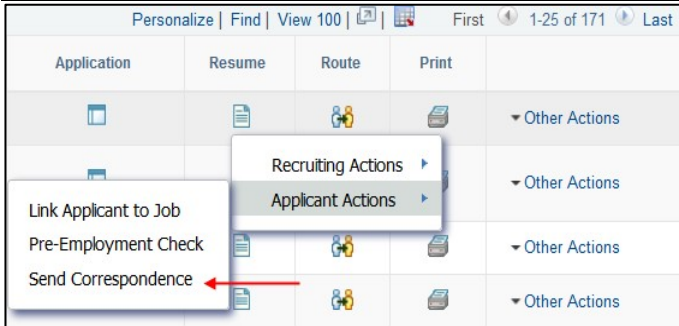 Personalize | Find | View 100 | | First 1-25 of 171 Last
Application Resume Route Print
Other Actions
Recruiting Actions
Applicant Actions
Other Actions
Link Applicant to Job
Pre-Employment Check
Other Actions
Send Correspondence
Other Actions